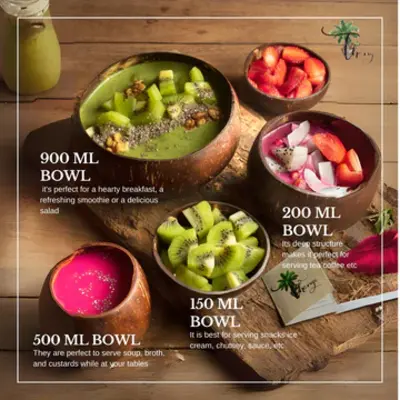 900 ML
BOWL
it's perfect for a hearty breakfast, a
refreshing smoothie or a delicious
salad
200 ML
BOWL
Its deep structure
makes it perfect for
serving tea coffee etc
150 ML
BOWL
It is best for serving snacks ice
cream, chutney, sauce, etc
500 ML BOWL
They are perfect to serve soup, broth,
and custards while at your tables